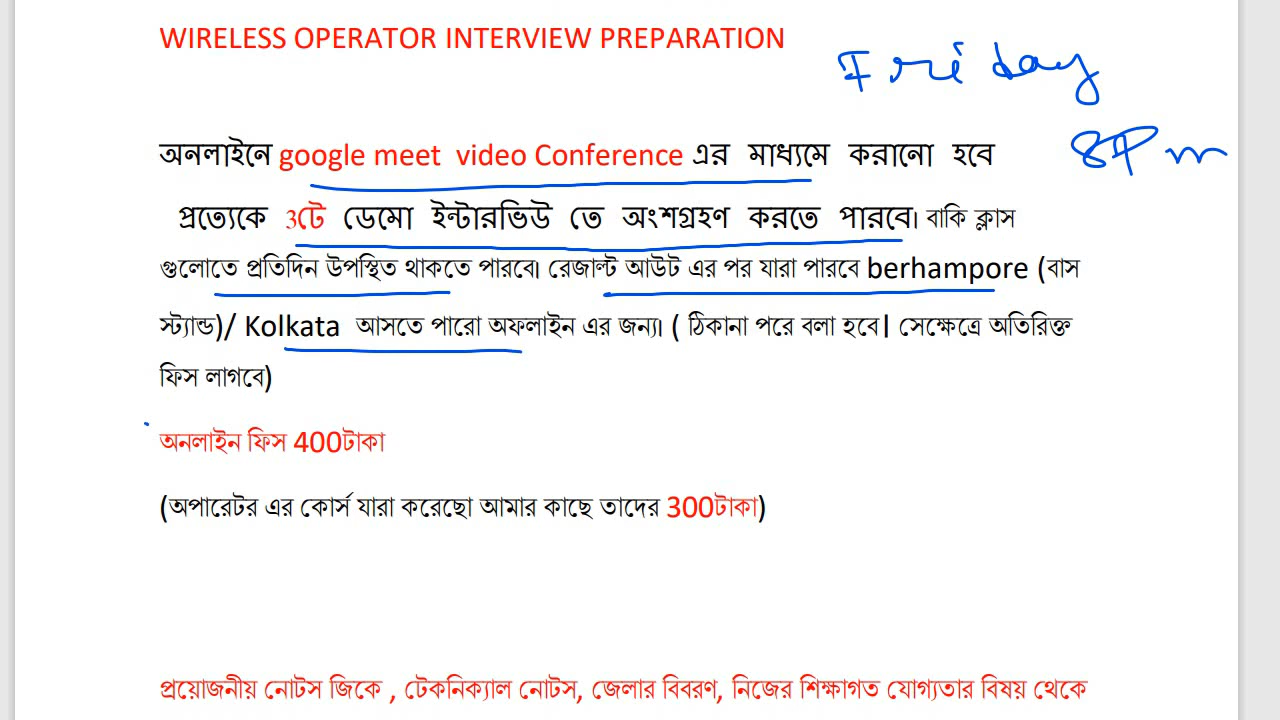 WIRELESS OPERATOR INTERVIEW PREPARATION
Friday
8Pm
অনলাইনে google meet video Conference এর মাধ্যমে করানো হবে
প্রত্যেকে 3টে ডেমো ইন্টারভিউ তে অংশগ্রহণ করতে পারবে। বাকি ক্লাস
গুলোতে প্রতিদিন উপস্থিত থাকতে পারবে। রেজাল্ট আউট এর পর যারা পারবে berhampore (বাস
স্ট্যান্ড)/ Kolkata আসতে পারো অফলাইন এর জন্য। ( ঠিকানা পরে বলা হবে। সেক্ষেত্রে অতিরিক্ত
ফিস লাগবে)
অনলাইন ফিস 400টাকা
(অপারেটর এর কোর্স যারা করেছো আমার কাছে তাদের 300টাকা)
প্রয়োজনীয় নোটস জিকে , টেকনিক্যাল নোটস, জেলার বিবরণ, নিজের শিক্ষাগত যোগ্যতার বিষয় থেকে